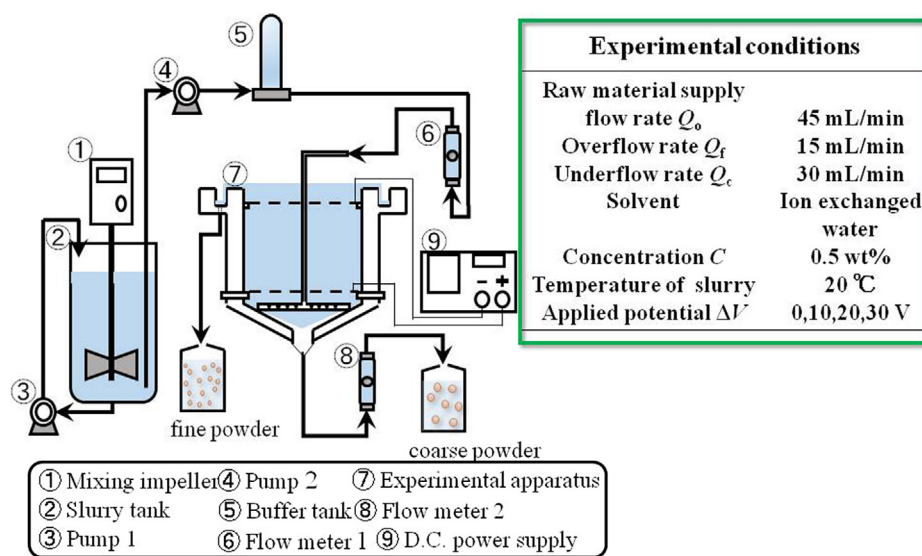 ⑤
④
①
⑥
⑦
②
⑨
− +
⑧
③
fine powder
coarse powder
Experimental conditions
Raw material supply
flow rate Qo 45 mL/min
Overflow rate Qf 15 mL/min
Underflow rate Qc 30 mL/min
Solvent Ion exchanged
water
Concentration C 0.5 wt%
Temperature of slurry 20 ℃
Applied potential ΔV 0,10,20,30 V
① Mixing impeller ④ Pump 2 ⑦ Experimental apparatus
② Slurry tank ⑤ Buffer tank ⑧ Flow meter 2
③ Pump 1 ⑥ Flow meter 1 ⑨ D.C. power supply